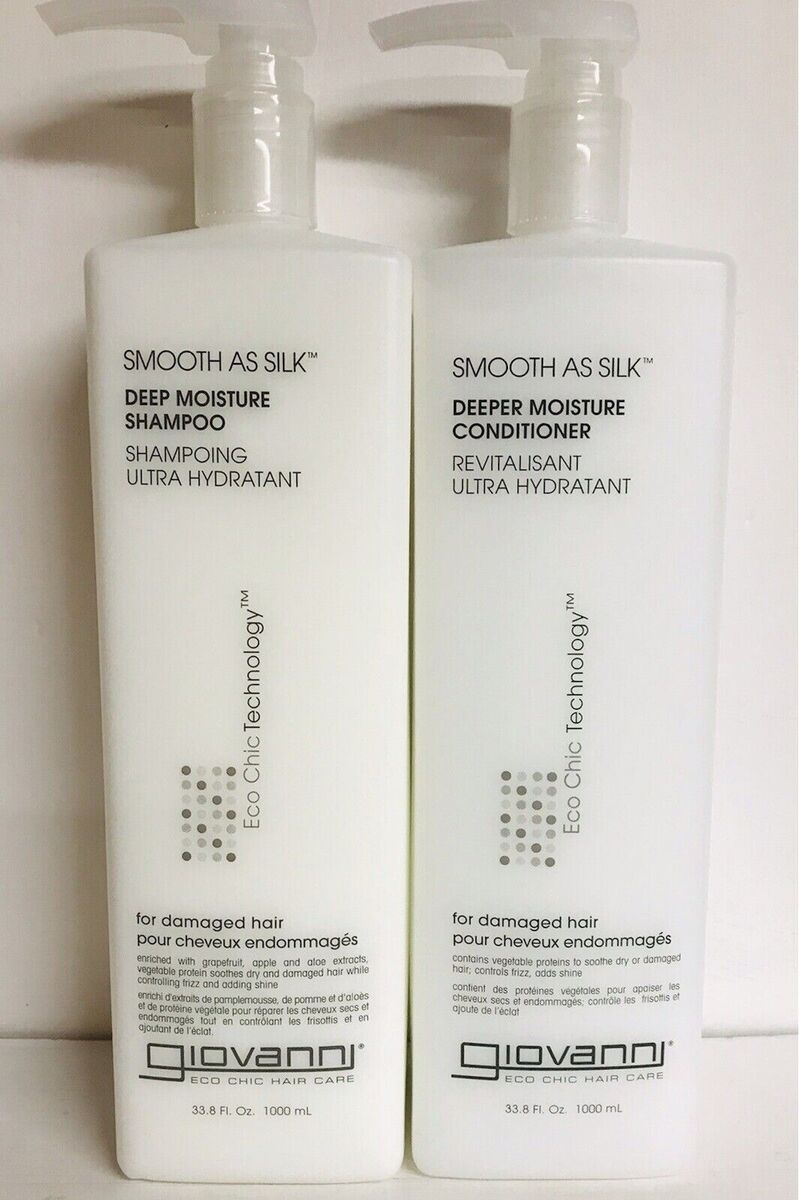 SMOOTH AS SILK™
DEEP MOISTURE
SHAMPOO
SHAMPOING
ULTRA HYDRATANT
Eco Chic Technology™
for damaged hair
pour cheveux endommagés
enriched with grapefruit, apple and aloe extracts,
vegetable protein soothes dry and damaged hair while
controlling frizz and adding shine
enrichi d'extraits de pamplemousse, de pomme et d'aloès
et de protéine végétale pour réparer les cheveux secs et
endommagés tout en contrôlant les frisottis et en
ajoutant de l'éclat.
giovanni®
ECO CHIC HAIR CARE
33.8 Fl. Oz. 1000 mL
SMOOTH AS SILK™
DEEPER MOISTURE
CONDITIONER
REVITALISANT
ULTRA HYDRATANT
Eco Chic Technology™
for damaged hair
pour cheveux endommagés
contains vegetable proteins to soothe dry or damaged
hair; controls frizz, adds shine
contient des protéines végétales pour apaiser les
cheveux secs et endommagés; contrôle les frisottis et
ajoute de l'éclat
giovanni®
ECO CHIC HAIR CARE
33.8 Fl. Oz. 1000 mL